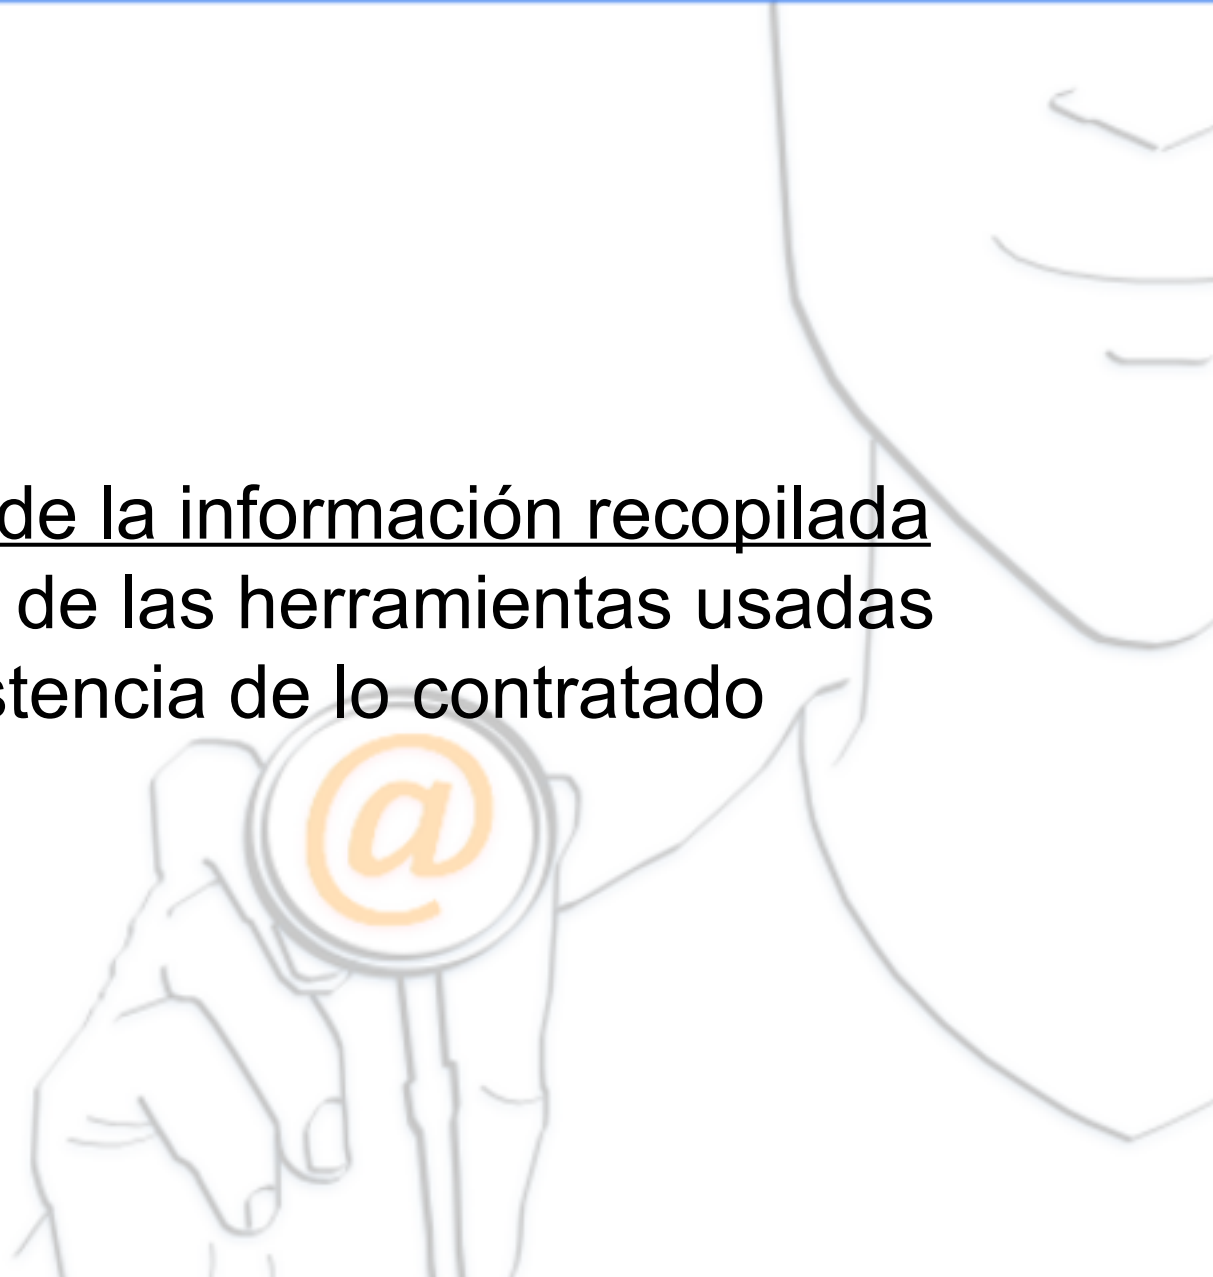 de la información recopilada
de las herramientas usadas
stencia de lo contratado
@